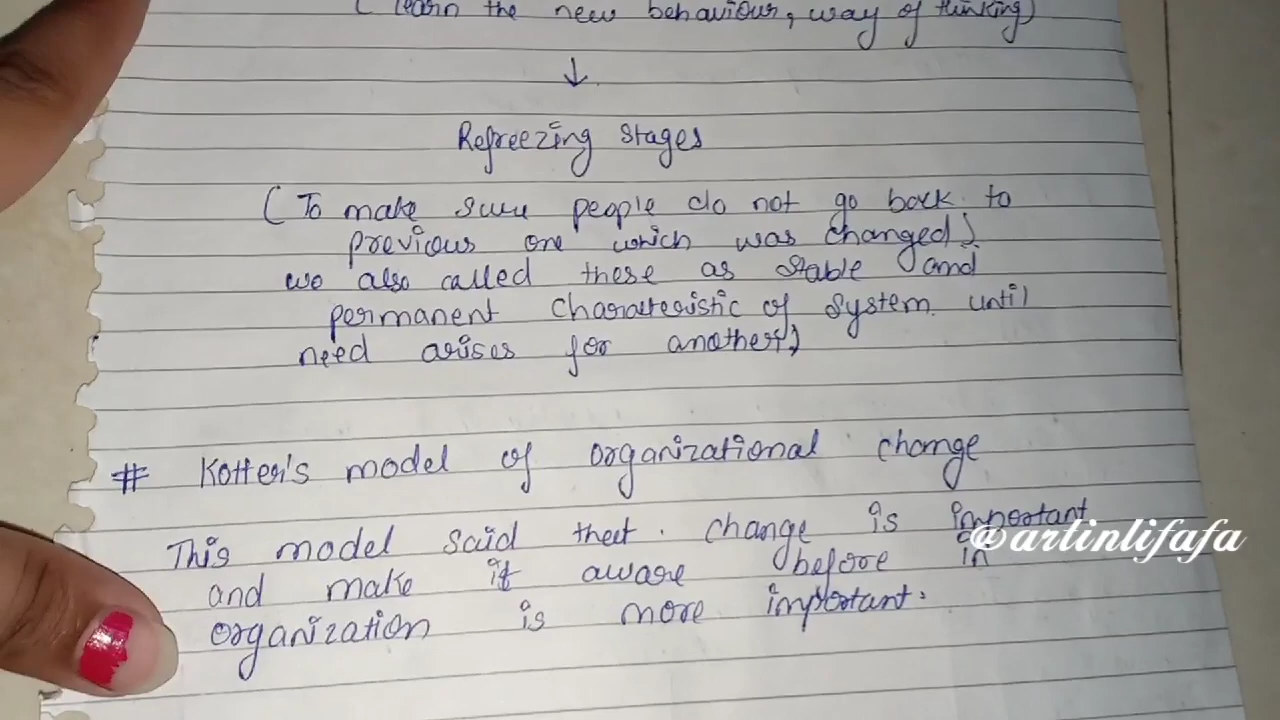 ( learn the new behaviour, way of thinking)
↓
Refreezing stages
( To make sure people do not go back to
previous one which was changed).
we also called these as stable and
permanent characteristic of system until
need arises for another)
# Kotter's model of organizational change
This model said that change is important
and make it aware before in
organization is more important.
@artinlifafa